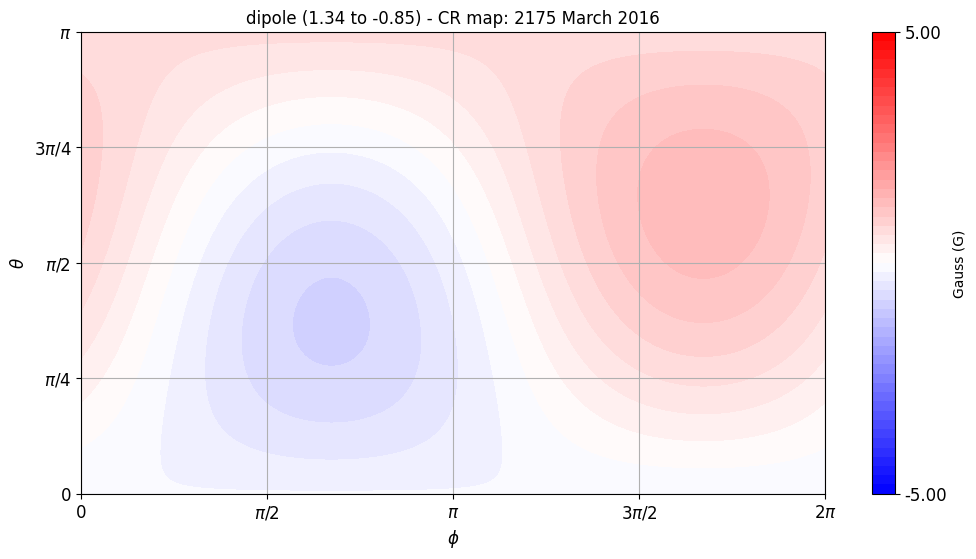 dipole (1.34 to -0.85) - CR map: 2175 March 2016
π
3π/4
π/2
π/4
0
θ
0
π/2
π
3π/2
2π
ϕ
5.00
-5.00
Gauss (G)